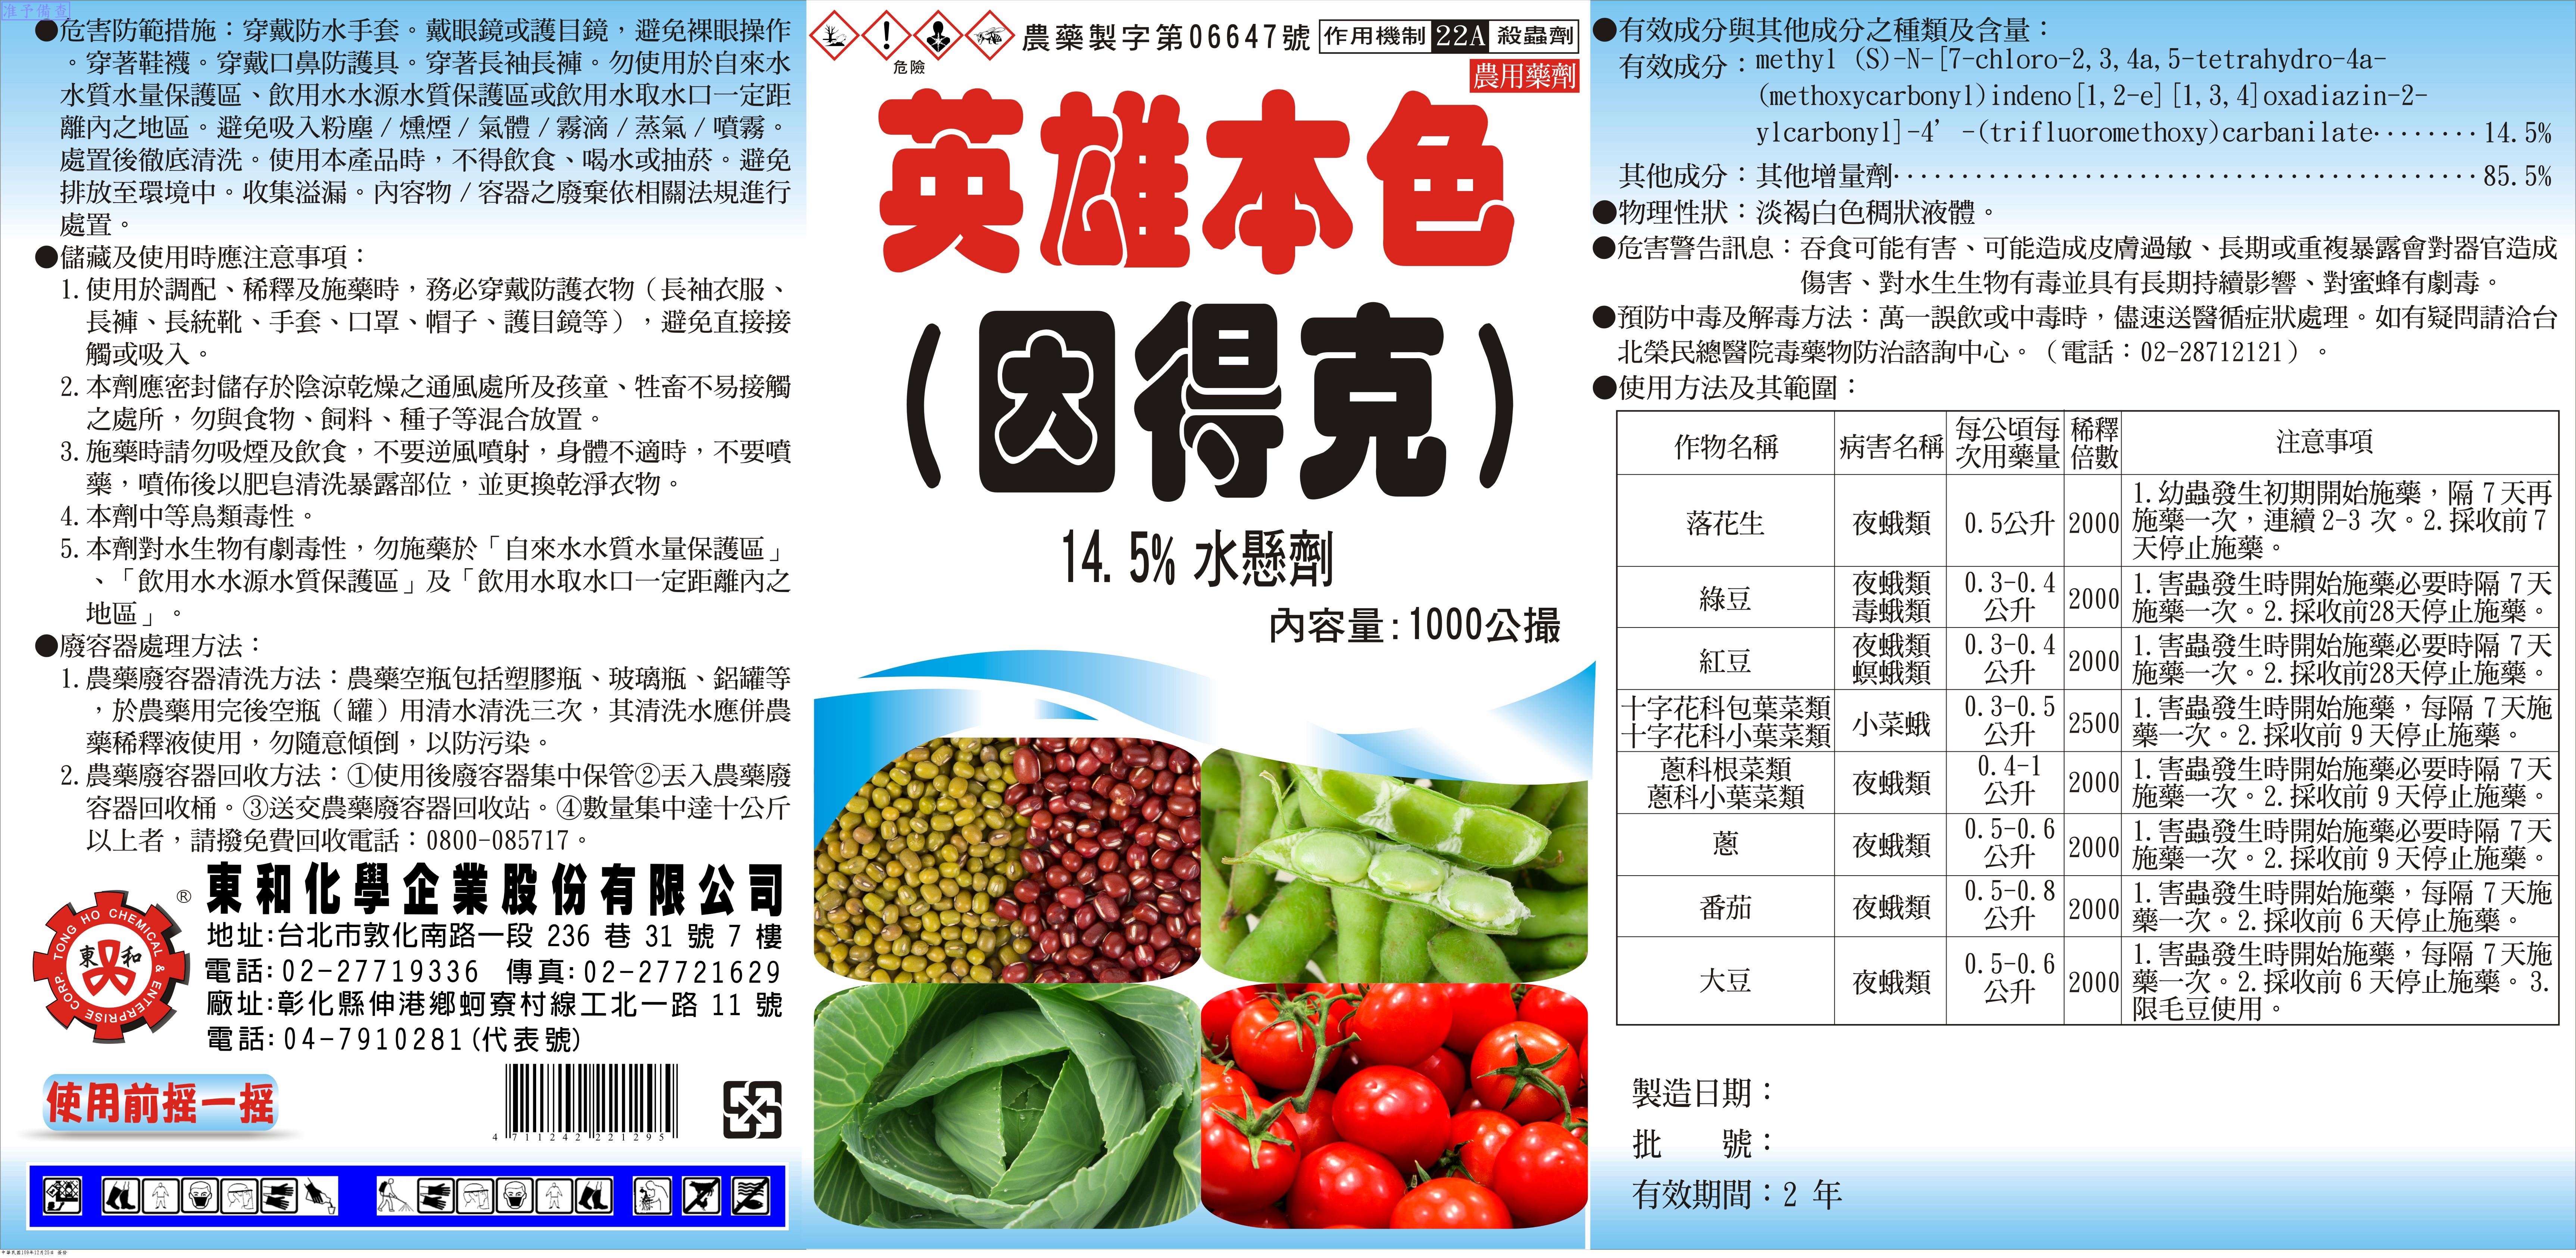 准予備查
●危害防範措施：穿戴防水手套。戴眼鏡或護目鏡，避免裸眼操作
。穿著鞋襪。穿戴口鼻防護具。穿著長袖長褲。勿使用於自來水
水質水量保護區、飲用水水源水質保護區或飲用水取水口一定距
離內之地區。避免吸入粉塵/燻煙/氣體/霧滴/蒸氣/噴霧。
處置後徹底清洗。使用本產品時，不得飲食、喝水或抽菸。避免
排放至環境中。收集溢漏。內容物/容器之廢棄依相關法規進行
處置。
●儲藏及使用時應注意事項：
1.使用於調配、稀釋及施藥時，務必穿戴防護衣物（長袖衣服、
長褲、長統靴、手套、口罩、帽子、護目鏡等），避免直接接
觸或吸入。
2.本劑應密封儲存於陰涼乾燥之通風處所及孩童、牲畜不易接觸
之處所，勿與食物、飼料、種子等混合放置。
3.施藥時請勿吸煙及飲食，不要逆風噴射，身體不適時，不要噴
藥，噴佈後以肥皂清洗暴露部位，並更換乾淨衣物。
4.本劑中等鳥類毒性。
5.本劑對水生物有劇毒性，勿施藥於「自來水水質水量保護區」
、「飲用水水源水質保護區」及「飲用水取水口一定距離內之
地區」。
●廢容器處理方法：
1.農藥廢容器清洗方法：農藥空瓶包括塑膠瓶、玻璃瓶、鋁罐等
，於農藥用完後空瓶（罐）用清水清洗三次，其清洗水應併農
藥稀釋液使用，勿隨意傾倒，以防污染。
2.農藥廢容器回收方法：①使用後廢容器集中保管②丟入農藥廢
容器回收桶。③送交農藥廢容器回收站。④數量集中達十公斤
以上者，請撥免費回收電話：0800-085717。
TONG HO CHEMICAL & ENTERPRISE CORP.
東和
®
東和化學企業股份有限公司
地址:台北市敦化南路一段 236 巷 31 號 7 樓
電話:02-27719336 傳真:02-27721629
廠址:彰化縣伸港鄉蚵寮村線工北一路 11 號
電話:04-7910281(代表號)
使用前搖一搖
4 711242 221295
危險
農藥製字第06647號 作用機制 22A 殺蟲劑
農用藥劑
英雄本色
(因得克)
14.5% 水懸劑
內容量:1000公撮
●有效成分與其他成分之種類及含量：
有效成分：methyl (S)-N-[7-chloro-2,3,4a,5-tetrahydro-4a-
(methoxycarbonyl)indeno[1,2-e][1,3,4]oxadiazin-2-
ylcarbonyl]-4’-(trifluoromethoxy)carbanilate········14.5%
其他成分：其他增量劑··········································85.5%
●物理性狀：淡褐白色稠狀液體。
●危害警告訊息：吞食可能有害、可能造成皮膚過敏、長期或重複暴露會對器官造成
傷害、對水生生物有毒並具有長期持續影響、對蜜蜂有劇毒。
●預防中毒及解毒方法：萬一誤飲或中毒時，儘速送醫循症狀處理。如有疑問請洽台
北榮民總醫院毒藥物防治諮詢中心。（電話：02-28712121）。
●使用方法及其範圍：
作物名稱 病害名稱 每公頃每次用藥量 稀釋倍數 注意事項
落花生 夜蛾類 0.5公升 2000 1.幼蟲發生初期開始施藥，隔 7天再施藥一次，連續 2-3 次。2.採收前 7天停止施藥。
綠豆 夜蛾類 毒蛾類 0.3-0.4公升 2000 1.害蟲發生時開始施藥必要時隔 7天施藥一次。2.採收前28天停止施藥。
紅豆 夜蛾類 螟蛾類 0.3-0.4公升 2000 1.害蟲發生時開始施藥必要時隔 7天施藥一次。2.採收前28天停止施藥。
十字花科包葉菜類 十字花科小葉菜類 小菜蛾 0.3-0.5公升 2500 1.害蟲發生時開始施藥，每隔 7天施藥一次。2.採收前 9天停止施藥。
蔥科根菜類 蔥科小葉菜類 夜蛾類 0.4-1公升 2000 1.害蟲發生時開始施藥必要時隔 7天施藥一次。2.採收前 9天停止施藥。
蔥 夜蛾類 0.5-0.6公升 2000 1.害蟲發生時開始施藥必要時隔 7天施藥一次。2.採收前 9天停止施藥。
番茄 夜蛾類 0.5-0.8公升 2000 1.害蟲發生時開始施藥，每隔 7天施藥一次。2.採收前 6天停止施藥。
大豆 夜蛾類 0.5-0.6公升 2000 1.害蟲發生時開始施藥，每隔 7天施藥一次。2.採收前 6天停止施藥。3.限毛豆使用。
製造日期：
批 號：
有效期間：2 年